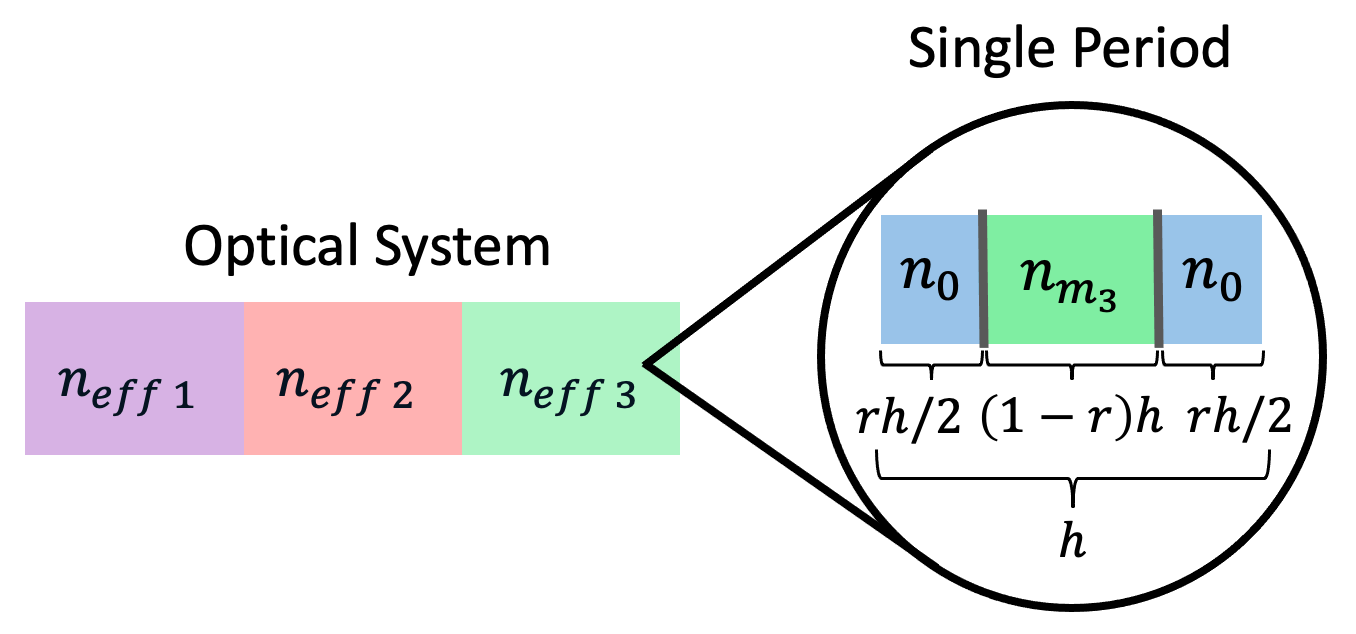 Single Period
Optical System
n_{eff 1} n_{eff 2} n_{eff 3}
n_0 n_{m_3} n_0
rh/2 (1 − r)h rh/2
h